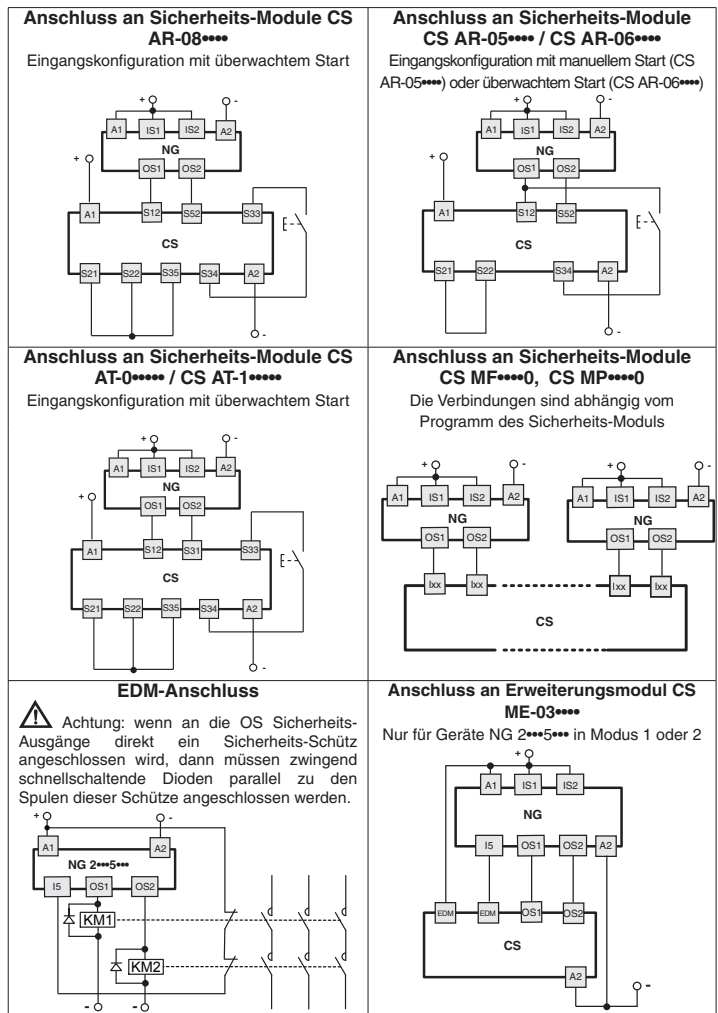 Anschluss an Sicherheits-Module CS
AR-08••••
Eingangskonfiguration mit überwachtem Start
+ -
A1 IS1 IS2 A2
NG
OS1 OS2
+
A1 S12 S52 S33
CS
S21 S22 S35 S34 A2
-
Anschluss an Sicherheits-Module
CS AR-05•••• / CS AR-06••••
Eingangskonfiguration mit manuellem Start (CS
AR-05••••) oder überwachtem Start (CS AR-06••••)
+ -
A1 IS1 IS2 A2
NG
OS1 OS2
+
A1 S12 S52
CS
S21 S22 S34 A2
-
Anschluss an Sicherheits-Module CS
AT-0••••• / CS AT-1•••••
Eingangskonfiguration mit überwachtem Start
+ -
A1 IS1 IS2 A2
NG
OS1 OS2
+
A1 S12 S31 S33
CS
S21 S22 S35 S34 A2
-
Anschluss an Sicherheits-Module
CS MF••••0, CS MP••••0
Die Verbindungen sind abhängig vom
Programm des Sicherheits-Moduls
+ - + -
A1 IS1 IS2 A2 A1 IS1 IS2 A2
NG NG
OS1 OS2 OS1 OS2
Ixx Ixx Ixx Ixx
CS
EDM-Anschluss
Achtung: wenn an die OS Sicherheits-
Ausgänge direkt ein Sicherheits-Schütz
angeschlossen wird, dann müssen zwingend
schnellschaltende Dioden parallel zu den
Spulen dieser Schütze angeschlossen werden.
+ -
A1 A2
NG 2•••5•••
I5 OS1 OS2
KM1
KM2
- -
Anschluss an Erweiterungsmodul CS
ME-03••••
Nur für Geräte NG 2•••5••• in Modus 1 oder 2
+
A1 IS1 IS2
NG
I5 OS1 OS2 A2
EDM EDM OS1 OS2
CS
A2 -